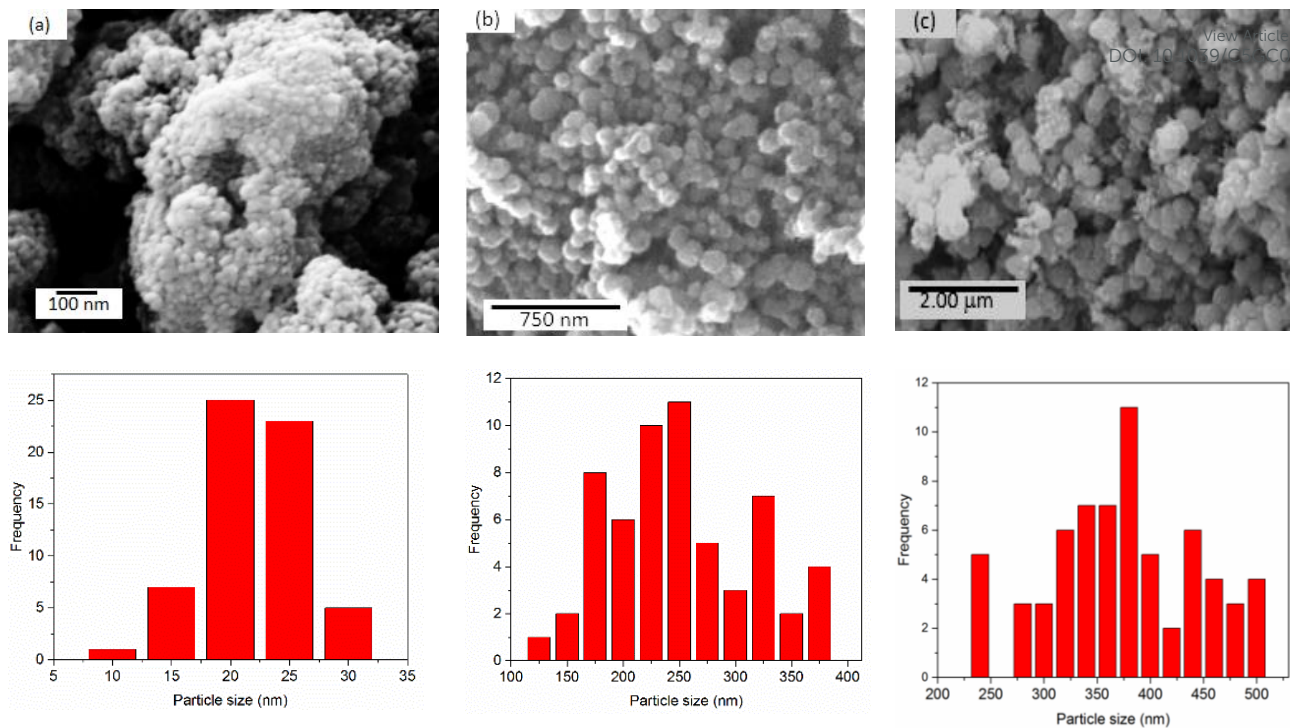 (a)
(b)
(c)
View Article
100 nm
750 nm
2.00 µm
25
20
15
10
5
0
Frequency
5 10 15 20 25 30 35
Particle size (nm)
12
10
8
6
4
2
0
Frequency
100 150 200 250 300 350 400
Particle size (nm)
12
10
8
6
4
2
0
Frequency
200 250 300 350 400 450 500
Particle size (nm)